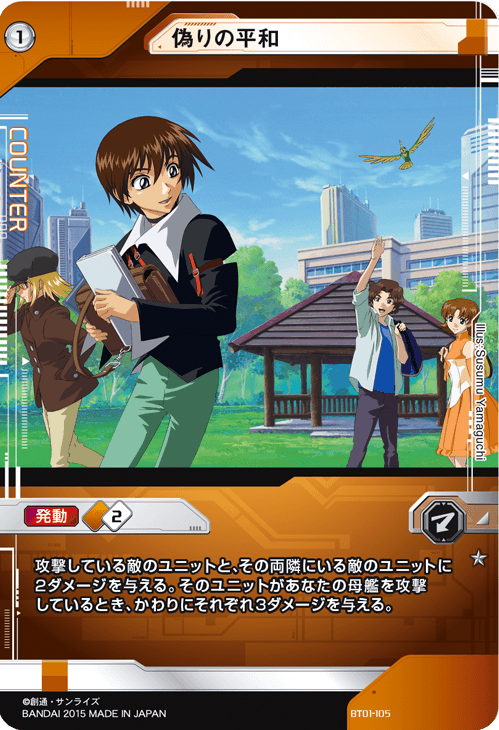 1
偽りの平和
COUNTER
Illus：Susumu Yamaguchi
発動
2
攻撃している敵のユニットと、その両隣にいる敵のユニットに
2ダメージを与える。そのユニットがあなたの母艦を攻撃
しているとき、かわりにそれぞれ3ダメージを与える。
©創通・サンライズ
BANDAI 2015 MADE IN JAPAN
BT01-105